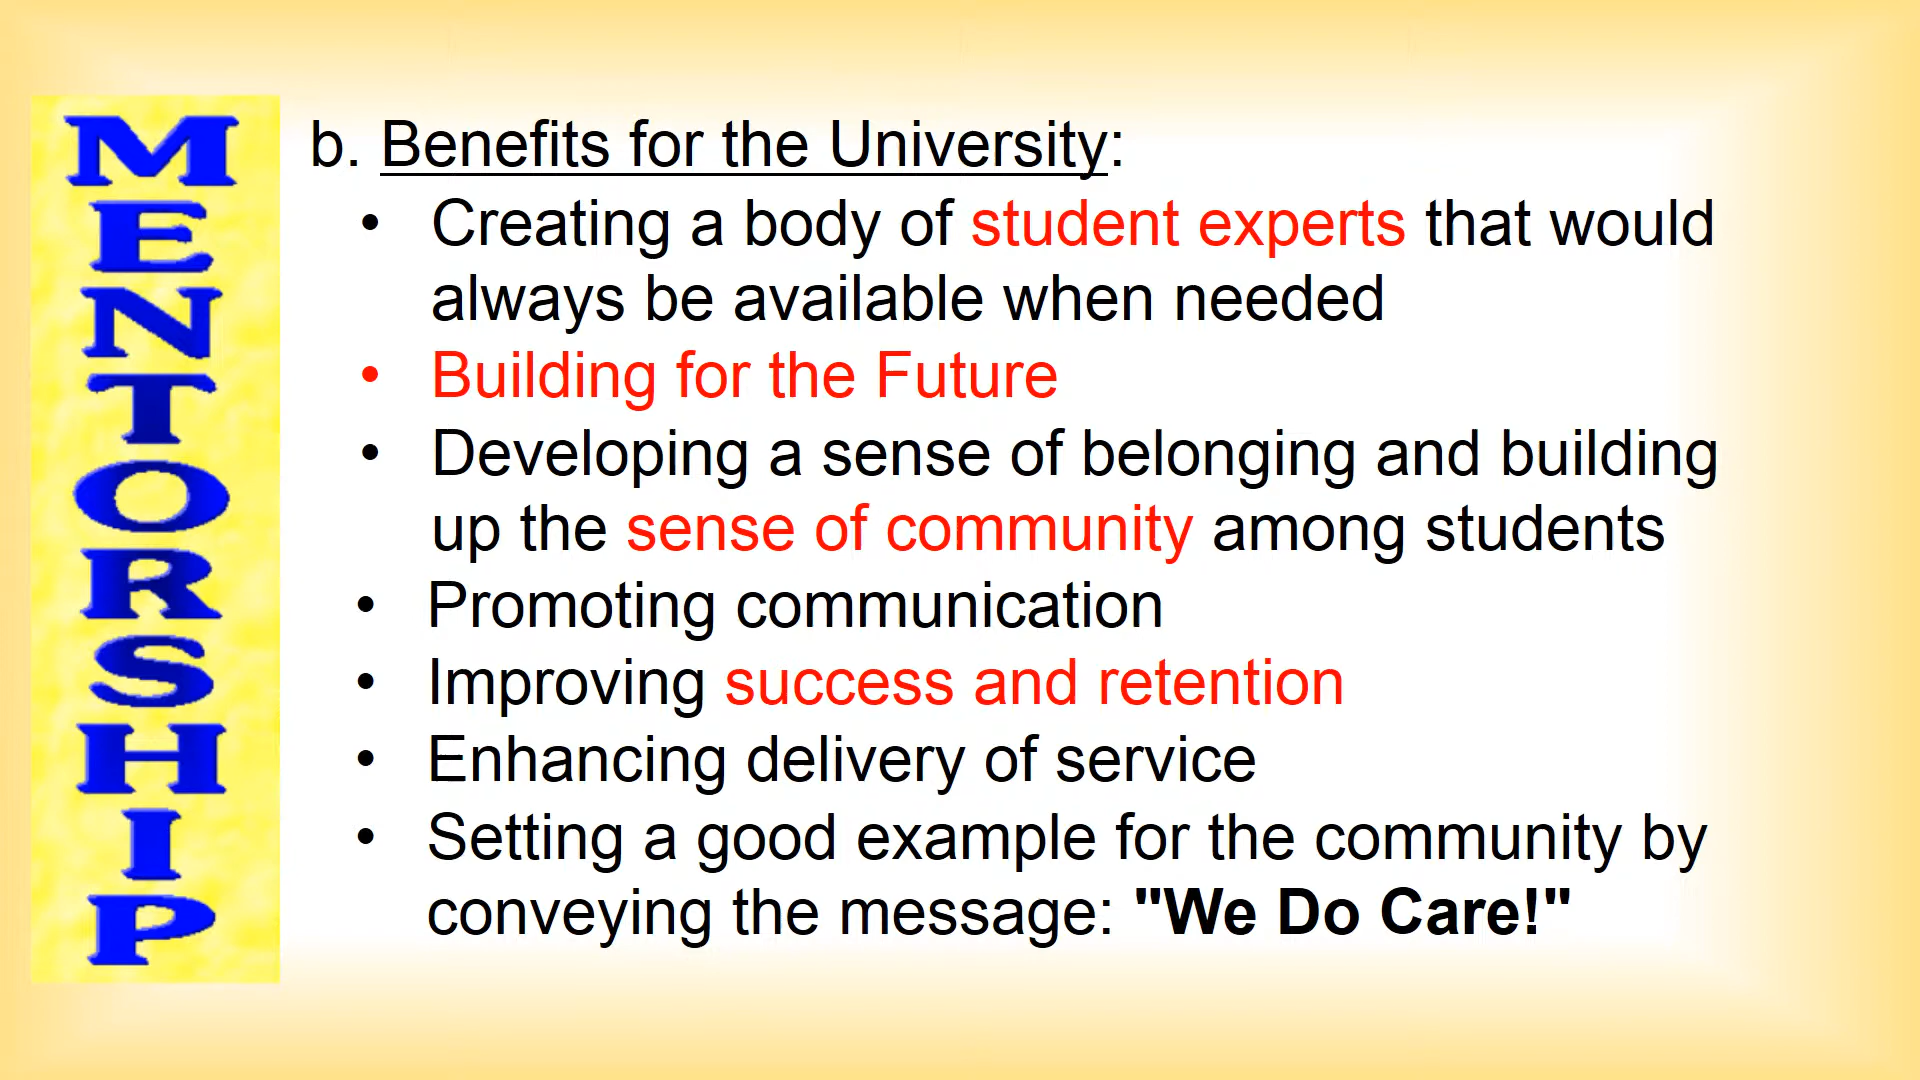 MENTORSHIP
b. Benefits for the University:
• Creating a body of student experts that would
always be available when needed
• Building for the Future
• Developing a sense of belonging and building
up the sense of community among students
• Promoting communication
• Improving success and retention
• Enhancing delivery of service
• Setting a good example for the community by
conveying the message: "We Do Care!"